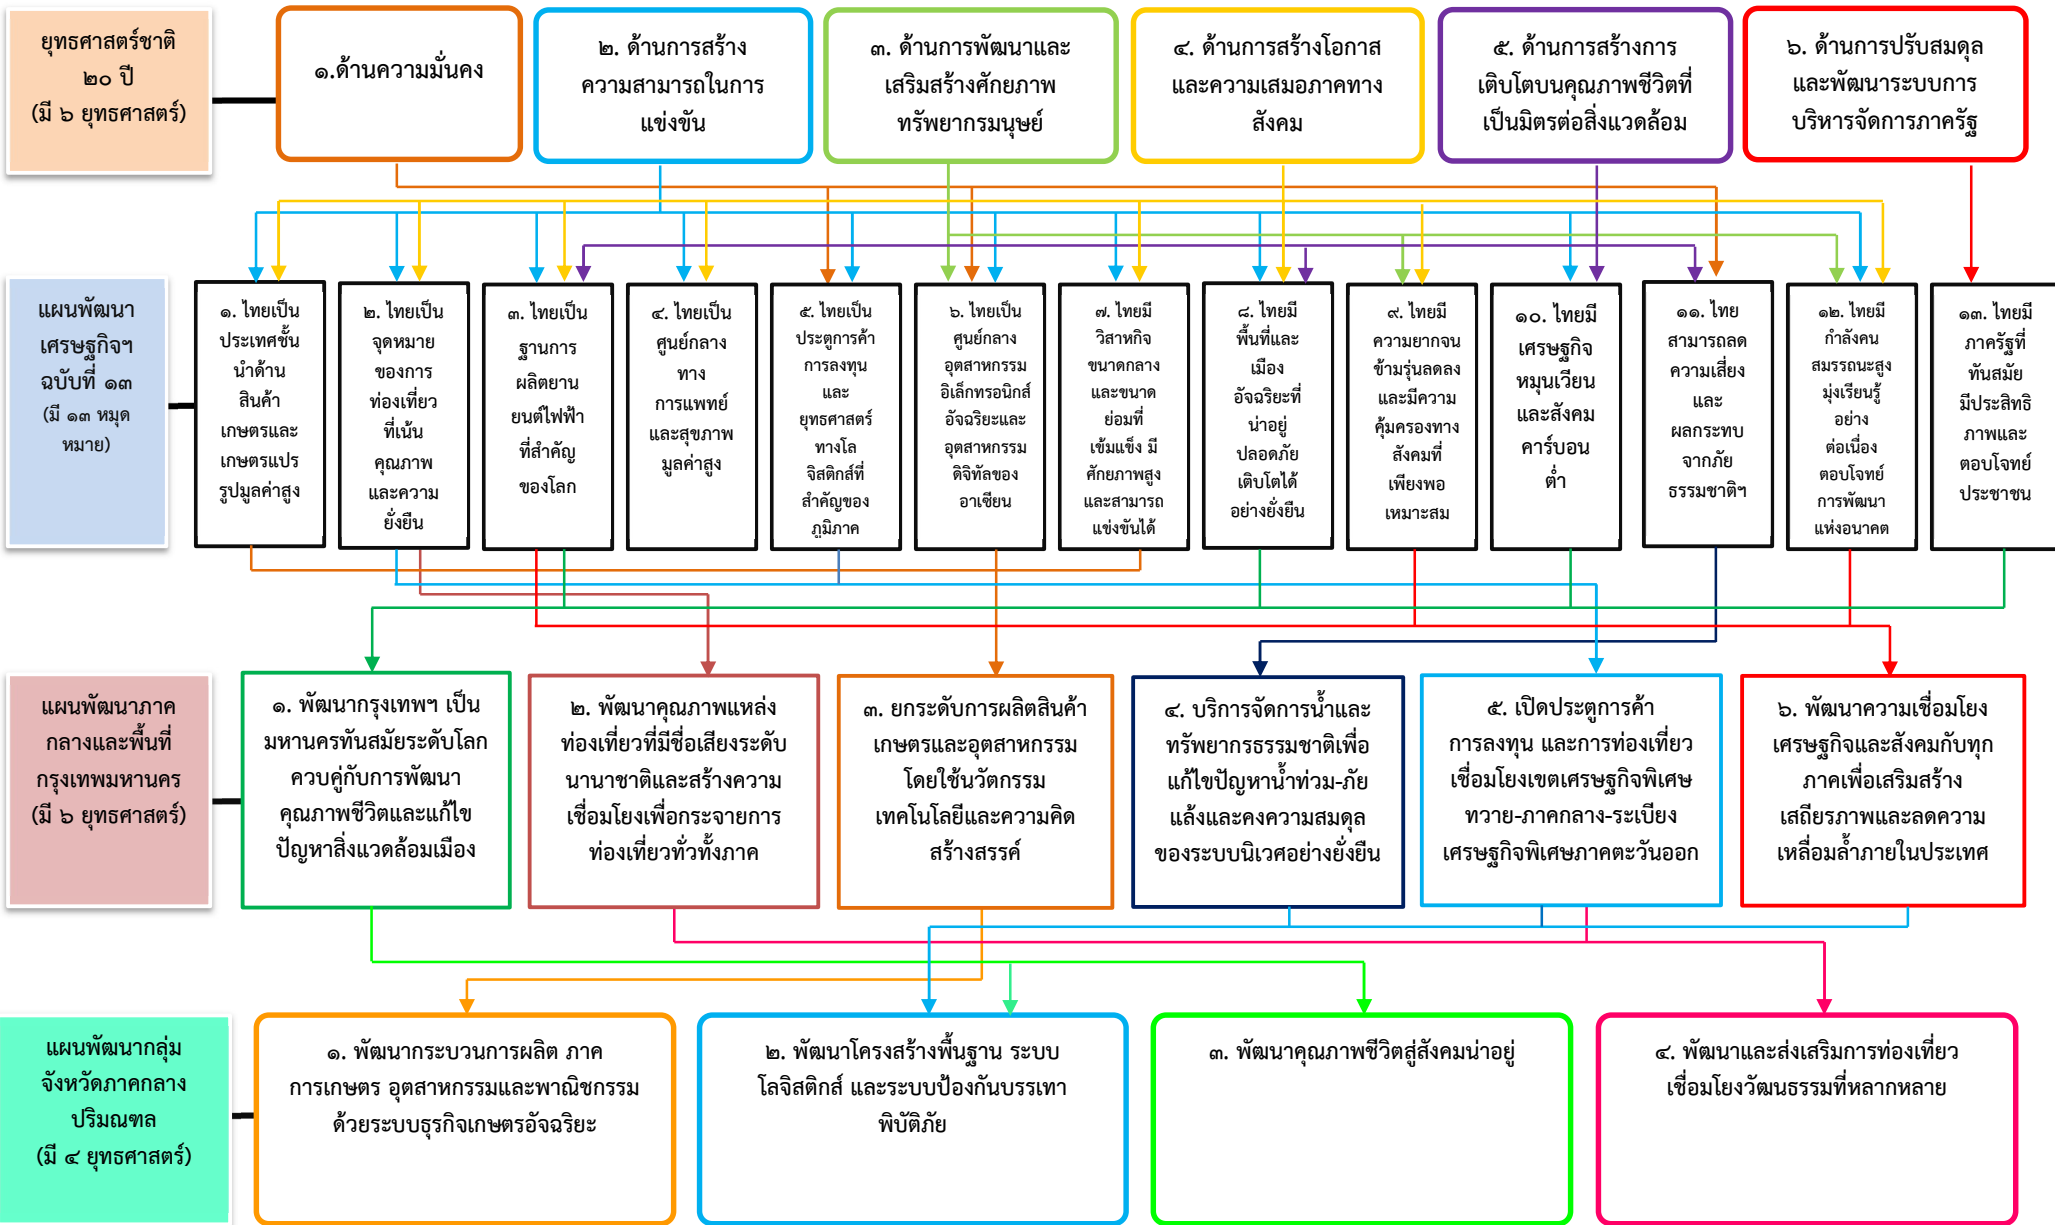 ยุทธศาสตร์ชาติ
๒๐ ปี
(มี ๖ ยุทธศาสตร์)
๑.ด้านความมั่นคง
๒. ด้านการสร้าง
ความสามารถในการ
แข่งขัน
๓. ด้านการพัฒนาและ
เสริมสร้างศักยภาพ
ทรัพยากรมนุษย์
๔. ด้านการสร้างโอกาส
และความเสมอภาคทาง
สังคม
๕. ด้านการสร้างการ
เติบโตบนคุณภาพชีวิตที่
เป็นมิตรต่อสิ่งแวดล้อม
๖. ด้านการปรับสมดุล
และพัฒนาระบบการ
บริหารจัดการภาครัฐ
แผนพัฒนา
เศรษฐกิจฯ
ฉบับที่ ๑๓
(มี ๑๓ หมุด
หมาย)
๑. ไทยเป็น
ประเทศชั้น
นำด้าน
สินค้า
เกษตรและ
เกษตรแปร
รูปมูลค่าสูง
๒. ไทยเป็น
จุดหมาย
ของการ
ท่องเที่ยว
ที่เน้น
คุณภาพ
และความ
ยั่งยืน
๓. ไทยเป็น
ฐานการ
ผลิตยาน
ยนต์ไฟฟ้า
ที่สำคัญ
ของโลก
๔. ไทยเป็น
ศูนย์กลาง
ทาง
การแพทย์
และสุขภาพ
มูลค่าสูง
๕. ไทยเป็น
ประตูการค้า
การลงทุน
และ
ยุทธศาสตร์
ทางโล
จิสติกส์ที่
สำคัญของ
ภูมิภาค
๖. ไทยเป็น
ศูนย์กลาง
อุตสาหกรรม
อิเล็กทรอนิกส์
อัจฉริยะและ
อุตสาหกรรม
ดิจิทัลของ
อาเซียน
๗. ไทยมี
วิสาหกิจ
ขนาดกลาง
และขนาด
ย่อมที่
เข้มแข็ง มี
ศักยภาพสูง
และสามารถ
แข่งขันได้
๘. ไทยมี
พื้นที่และ
เมือง
อัจฉริยะที่
น่าอยู่
ปลอดภัย
เติบโตได้
อย่างยั่งยืน
๙. ไทยมี
ความยากจน
ข้ามรุ่นลดลง
และมีความ
คุ้มครองทาง
สังคมที่
เพียงพอ
เหมาะสม
๑๐. ไทยมี
เศรษฐกิจ
หมุนเวียน
และสังคม
คาร์บอน
ต่ำ
๑๑. ไทย
สามารถลด
ความเสี่ยง
และ
ผลกระทบ
จากภัย
ธรรมชาติฯ
๑๒. ไทยมี
กำลังคน
สมรรถนะสูง
มุ่งเรียนรู้
อย่าง
ต่อเนื่อง
ตอบโจทย์
การพัฒนา
แห่งอนาคต
๑๓. ไทยมี
ภาครัฐที่
ทันสมัย
มีประสิทธิ
ภาพและ
ตอบโจทย์
ประชาชน
แผนพัฒนาภาค
กลางและพื้นที่
กรุงเทพมหานคร
(มี ๖ ยุทธศาสตร์)
๑. พัฒนากรุงเทพฯ เป็น
มหานครทันสมัยระดับโลก
ควบคู่กับการพัฒนา
คุณภาพชีวิตและแก้ไข
ปัญหาสิ่งแวดล้อมเมือง
๒. พัฒนาคุณภาพแหล่ง
ท่องเที่ยวที่มีชื่อเสียงระดับ
นานาชาติและสร้างความ
เชื่อมโยงเพื่อกระจายการ
ท่องเที่ยวทั่วทั้งภาค
๓. ยกระดับการผลิตสินค้า
เกษตรและอุตสาหกรรม
โดยใช้นวัตกรรม
เทคโนโลยีและความคิด
สร้างสรรค์
๔. บริการจัดการน้ำและ
ทรัพยากรธรรมชาติเพื่อ
แก้ไขปัญหาน้ำท่วม-ภัย
แล้งและคงความสมดุล
ของระบบนิเวศอย่างยั่งยืน
๕. เปิดประตูการค้า
การลงทุน และการท่องเที่ยว
เชื่อมโยงเขตเศรษฐกิจพิเศษ
ทวาย-ภาคกลาง-ระเบียง
เศรษฐกิจพิเศษภาคตะวันออก
๖. พัฒนาความเชื่อมโยง
เศรษฐกิจและสังคมกับทุก
ภาคเพื่อเสริมสร้าง
เสถียรภาพและลดความ
เหลื่อมล้ำภายในประเทศ
แผนพัฒนากลุ่ม
จังหวัดภาคกลาง
ปริมณฑล
(มี ๔ ยุทธศาสตร์)
๑. พัฒนากระบวนการผลิต ภาค
การเกษตร อุตสาหกรรมและพาณิชกรรม
ด้วยระบบธุรกิจเกษตรอัจฉริยะ
๒. พัฒนาโครงสร้างพื้นฐาน ระบบ
โลจิสติกส์ และระบบป้องกันบรรเทา
พิบัติภัย
๓. พัฒนาคุณภาพชีวิตสู่สังคมน่าอยู่
๔. พัฒนาและส่งเสริมการท่องเที่ยว
เชื่อมโยงวัฒนธรรมที่หลากหลาย